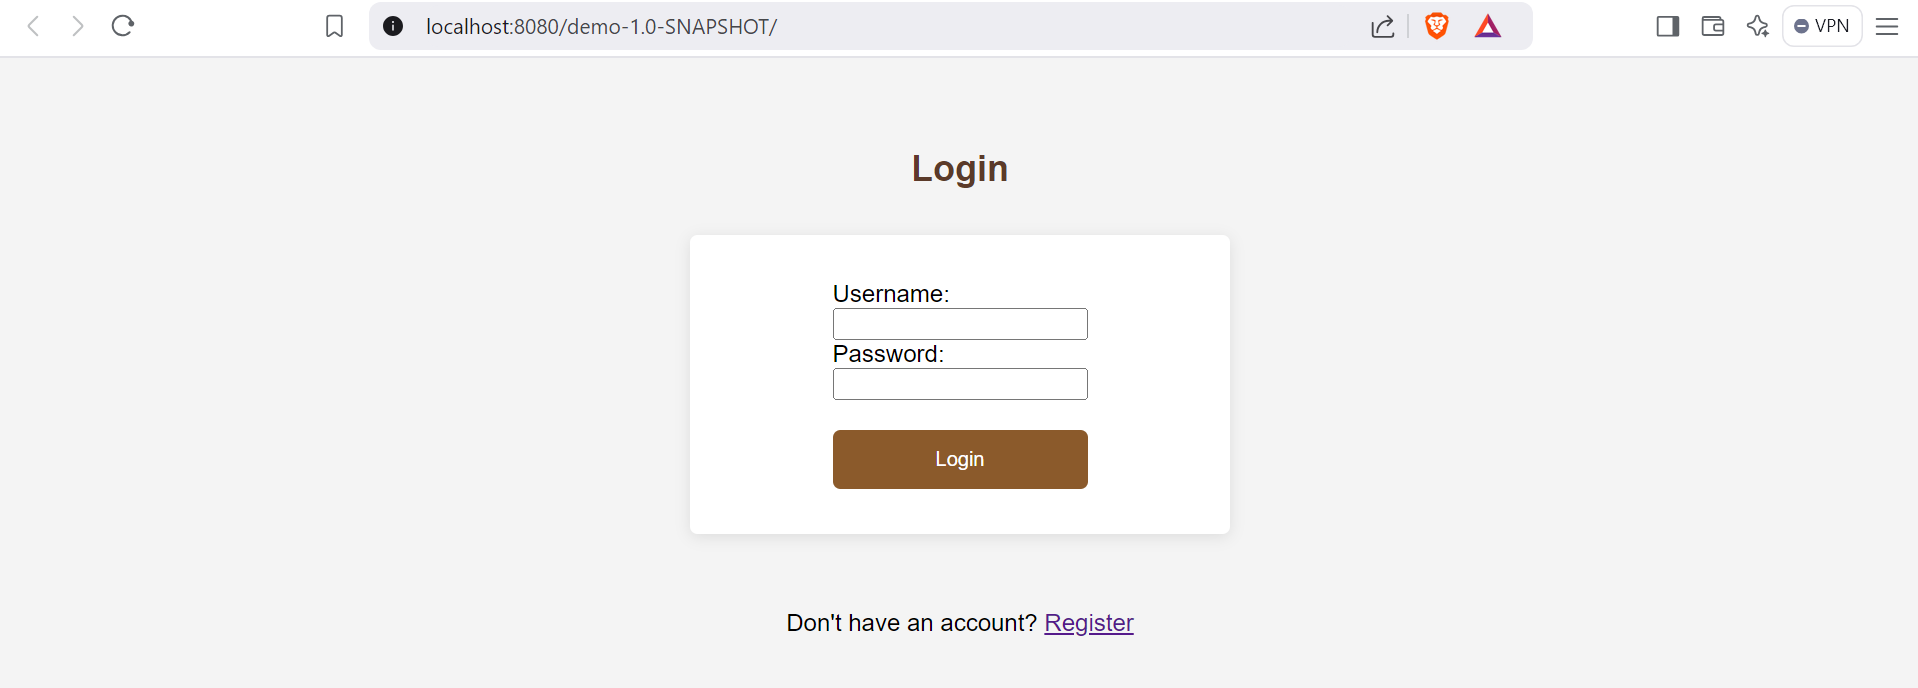 localhost:8080/demo-1.0-SNAPSHOT/
VPN
Login
Username:
Password:
Login
Don't have an account? Register